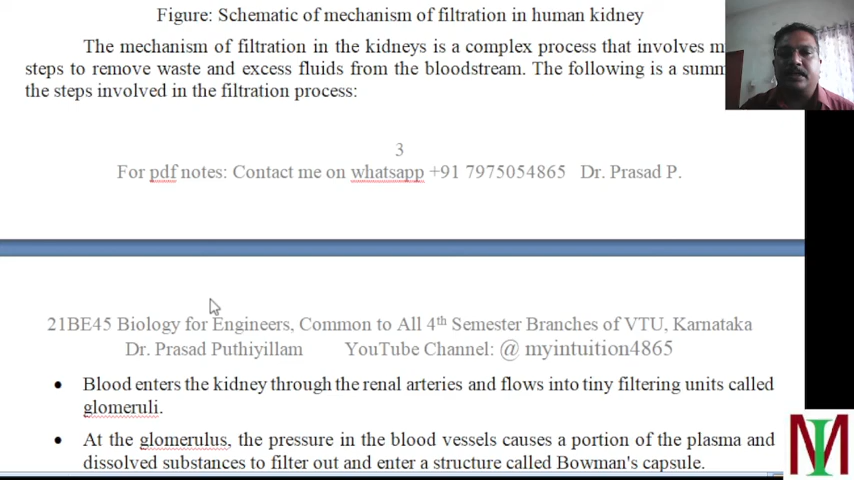 Figure: Schematic of mechanism of filtration in human kidney
The mechanism of filtration in the kidneys is a complex process that involves
steps to remove waste and excess fluids from the bloodstream. The following is a
the steps involved in the filtration process:
3
For pdf notes: Contact me on whatsapp +91 7975054865 Dr. Prasad P.
21BE45 Biology for Engineers, Common to All 4th Semester Branches of VTU, Karnataka
Dr. Prasad Puthiyillam YouTube Channel: @ myintuition4865
• Blood enters the kidney through the renal arteries and flows into tiny filtering units called
glomeruli.
• At the glomerulus, the pressure in the blood vessels causes a portion of the plasma and
dissolved substances to filter out and enter a structure called Bowman's capsule.
MI